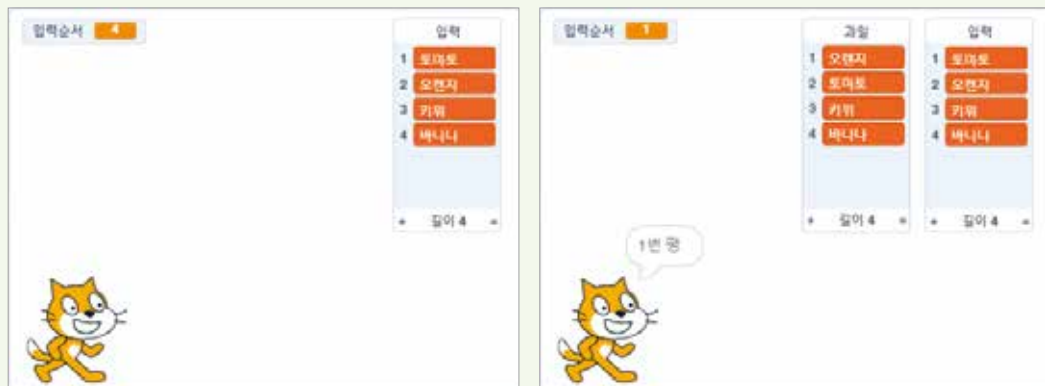 입력순서 4
입력
1 토마토
2 오렌지
3 키위
4 바나나
+ 길이 4 =
입력순서 1
과일
1 오렌지
2 토마토
3 키위
4 바나나
+ 길이 4 =
입력
1 토마토
2 오렌지
3 키위
4 바나나
+ 길이 4 =
1번 꽝